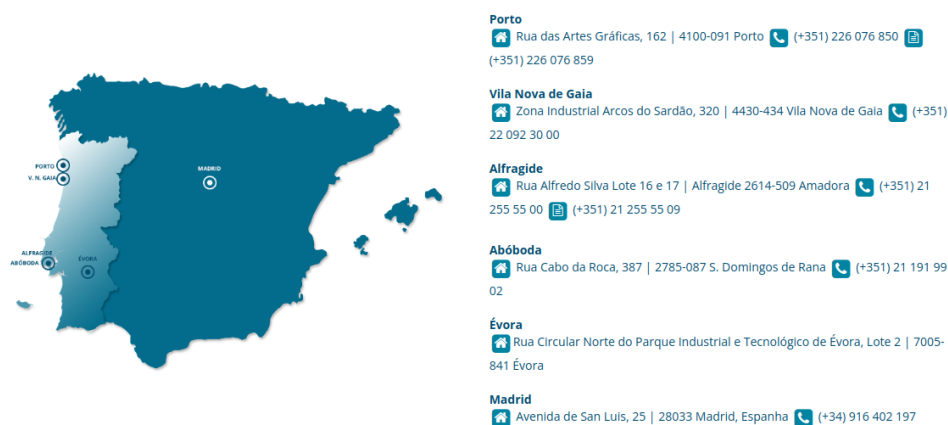 PORTO
V. N. GAIA
MADRID
ALFRAGIDE
ABÓBODA
ÉVORA
Porto
Rua das Artes Gráficas, 162 | 4100-091 Porto (+351) 226 076 850
(+351) 226 076 859
Vila Nova de Gaia
Zona Industrial Arcos do Sardão, 320 | 4430-434 Vila Nova de Gaia (+351)
22 092 30 00
Alfragide
Rua Alfredo Silva Lote 16 e 17 | Alfragide 2614-509 Amadora (+351) 21
255 55 00 (+351) 21 255 55 09
Abóboda
Rua Cabo da Roca, 387 | 2785-087 S. Domingos de Rana (+351) 21 191 99
02
Évora
Rua Circular Norte do Parque Industrial e Tecnológico de Évora, Lote 2 | 7005-
841 Évora
Madrid
Avenida de San Luis, 25 | 28033 Madrid, Espanha (+34) 916 402 197